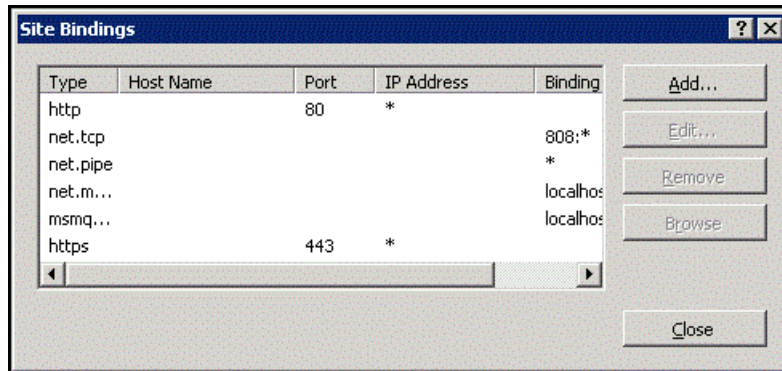 Site Bindings ? X
Type Host Name Port IP Address Binding
http 80 *
net.tcp 808:*
net.pipe *
net.m... localhos
msmq... localhos
https 443 *
Add...
Edit...
Remove
Browse
Close